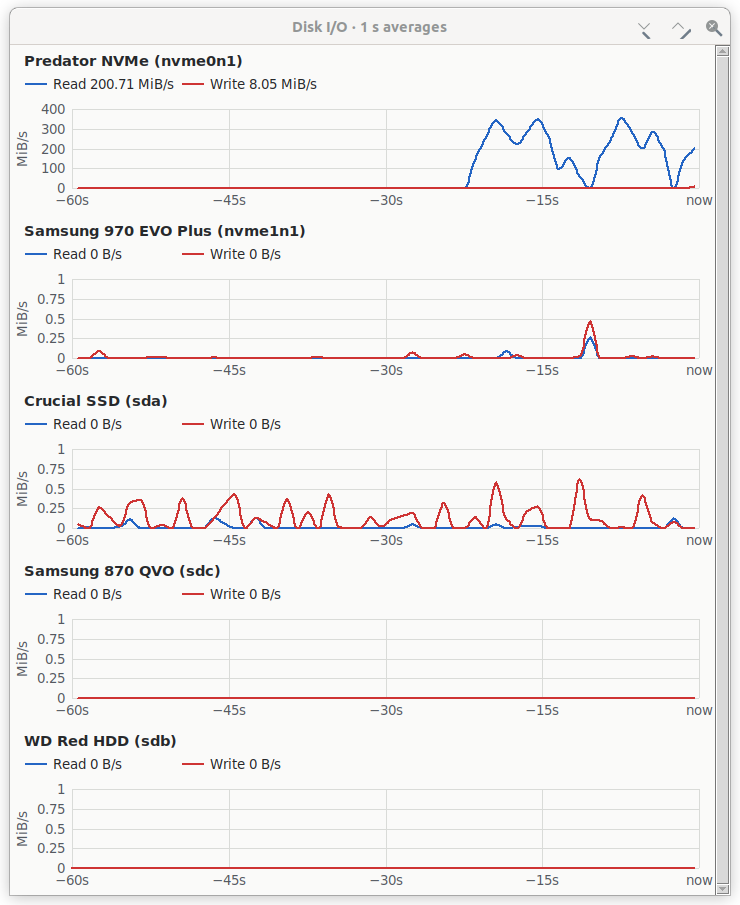 Disk I/O · 1 s averages
Predator NVMe (nvme0n1)
Read 200.71 MiB/s Write 8.05 MiB/s
MiB/s
400
300
200
100
0
−60s −45s −30s −15s now
Samsung 970 EVO Plus (nvme1n1)
Read 0 B/s Write 0 B/s
MiB/s
1
0.75
0.5
0.25
0
−60s −45s −30s −15s now
Crucial SSD (sda)
Read 0 B/s Write 0 B/s
MiB/s
1
0.75
0.5
0.25
0
−60s −45s −30s −15s now
Samsung 870 QVO (sdc)
Read 0 B/s Write 0 B/s
MiB/s
1
0.75
0.5
0.25
0
−60s −45s −30s −15s now
WD Red HDD (sdb)
Read 0 B/s Write 0 B/s
MiB/s
1
0.75
0.5
0.25
0
−60s −45s −30s −15s now